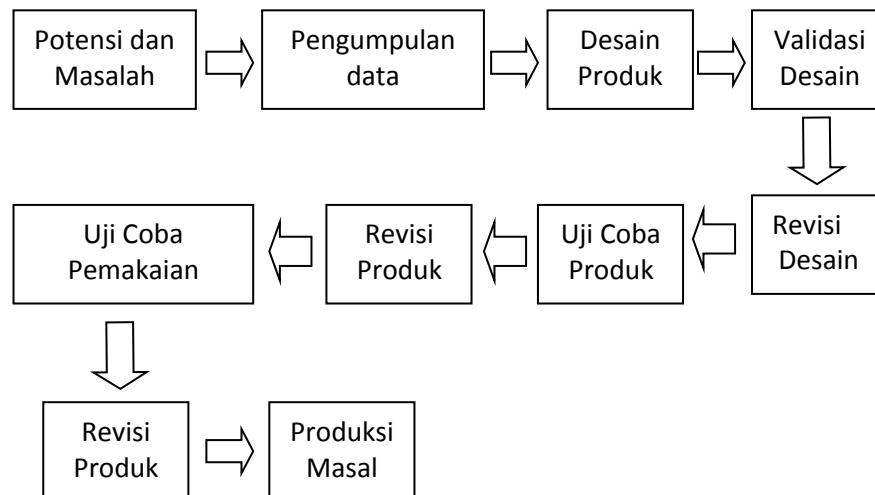 Potensi dan
Masalah
Pengumpulan
data
Desain
Produk
Validasi
Desain
Revisi
Desain
Uji Coba
Produk
Revisi
Produk
Uji Coba
Pemakaian
Revisi
Produk
Produksi
Masal